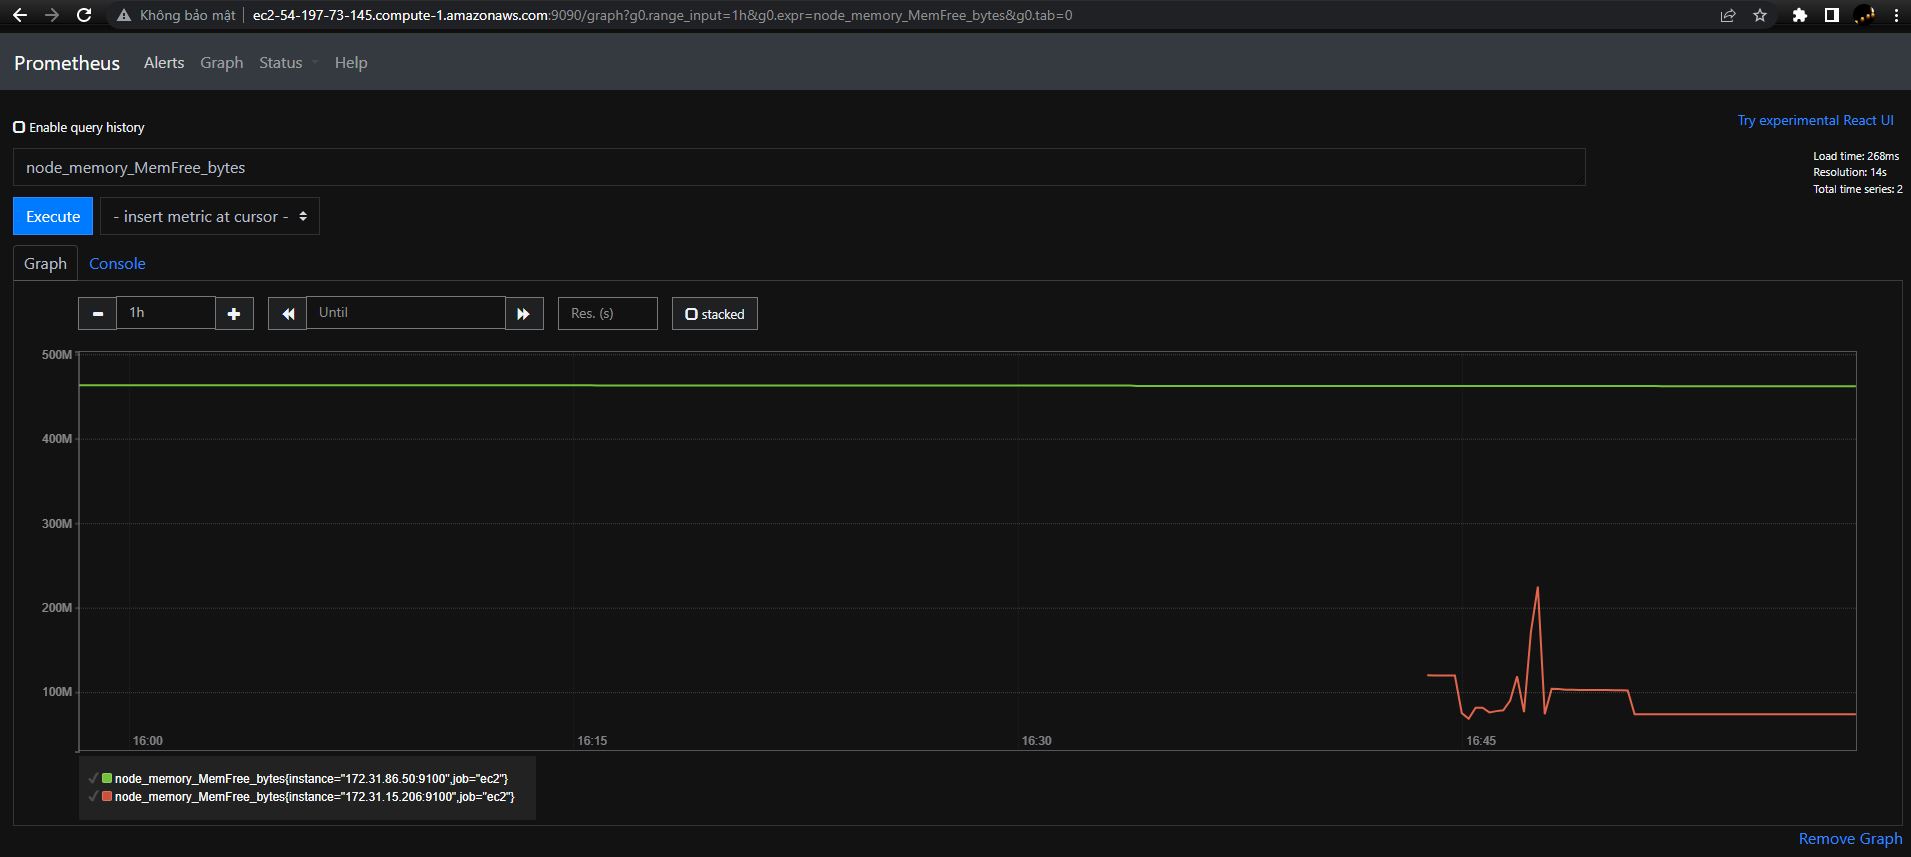 Không bảo mật ec2-54-197-73-145.compute-1.amazonaws.com:9090/graph?g0.range_input=1h&g0.expr=node_memory_MemFree_bytes&g0.tab=0
Prometheus Alerts Graph Status Help
Enable query history
Try experimental React UI
node_memory_MemFree_bytes
Load time: 268ms
Resolution: 14s
Total time series: 2
Execute - insert metric at cursor -
Graph Console
1h Until Res. (s) stacked
500M
400M
300M
200M
100M
16:00 16:15 16:30 16:45
node_memory_MemFree_bytes{instance="172.31.86.50:9100",job="ec2"}
node_memory_MemFree_bytes{instance="172.31.15.206:9100",job="ec2"}
Remove Graph